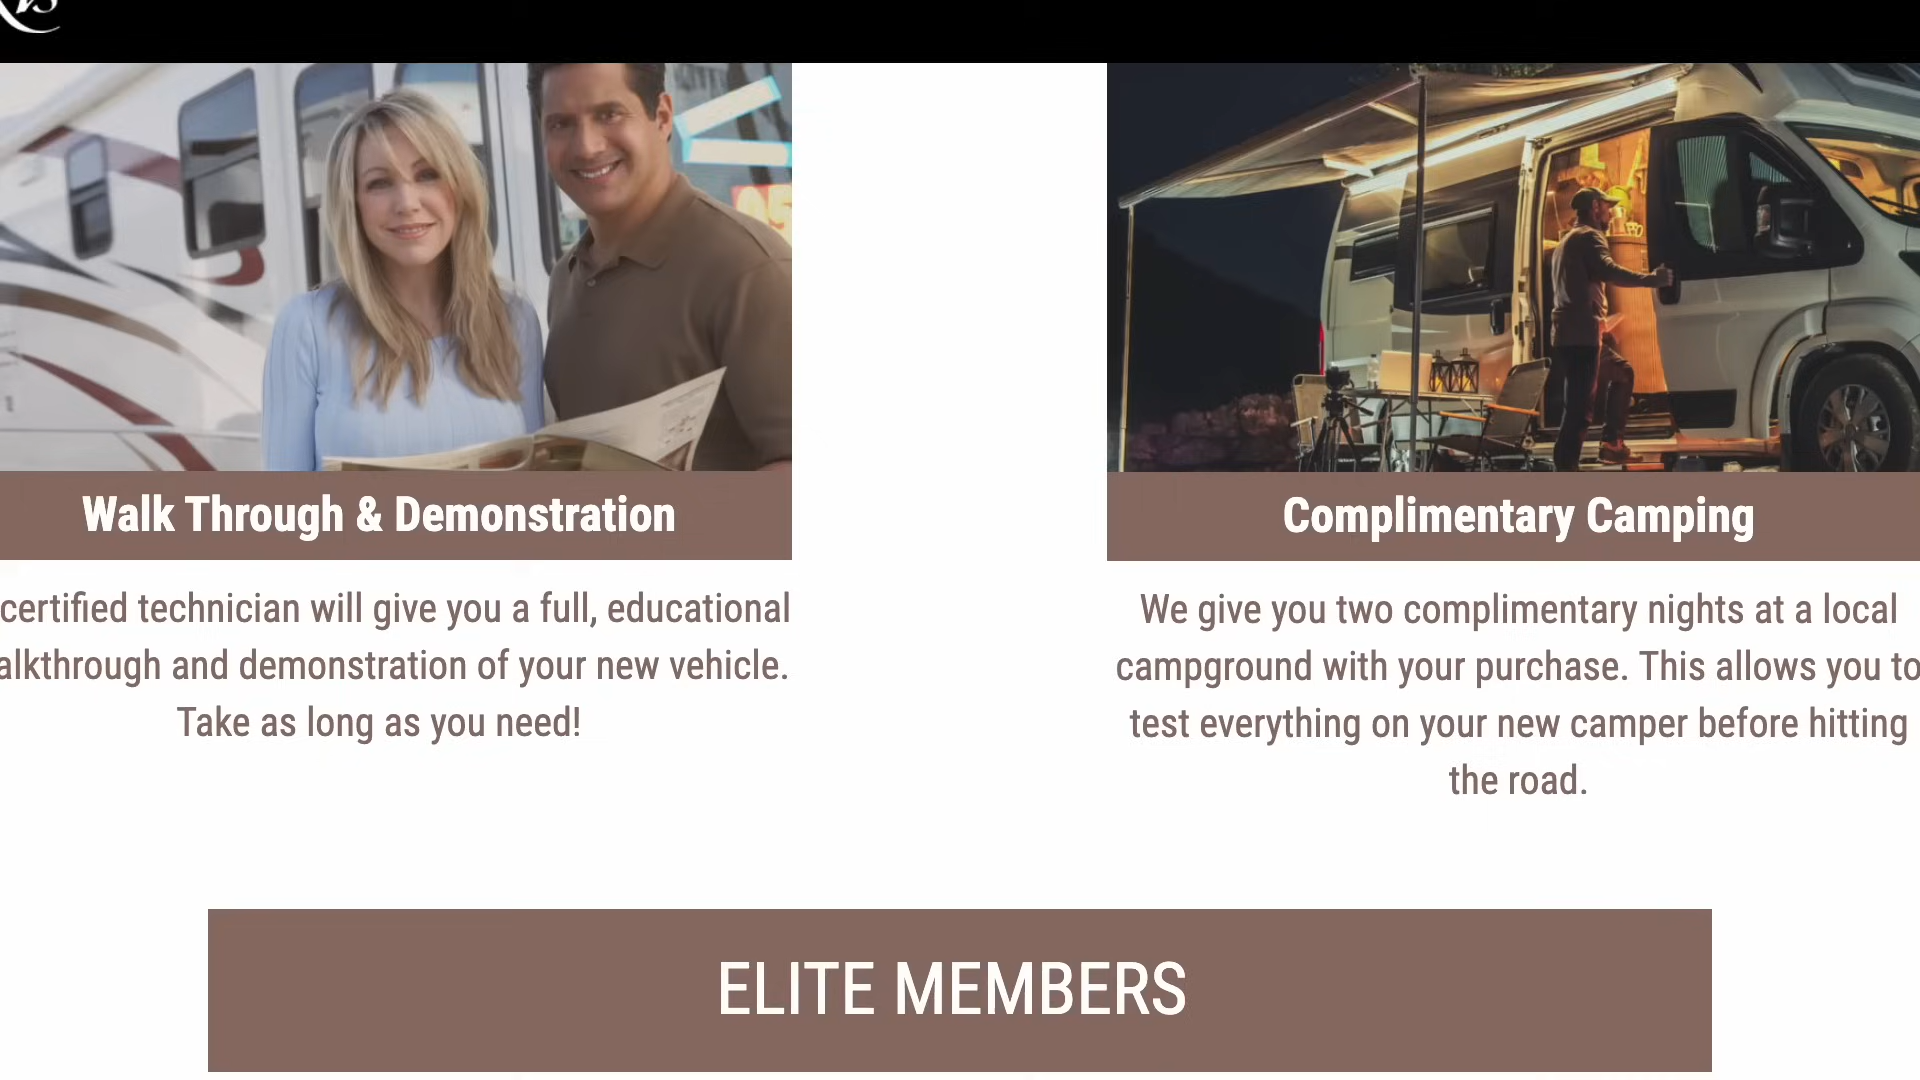 Walk Through & Demonstration
certified technician will give you a full, educational
alkthrough and demonstration of your new vehicle.
Take as long as you need!
Complimentary Camping
We give you two complimentary nights at a local
campground with your purchase. This allows you to
test everything on your new camper before hitting
the road.
ELITE MEMBERS